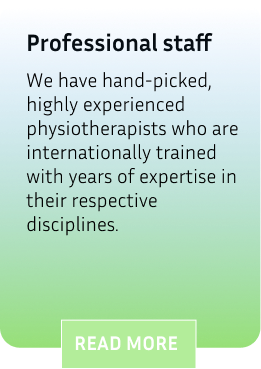 Professional staff
We have hand-picked,
highly experienced
physiotherapists who are
internationally trained
with years of expertise in
their respective
disciplines.
READ MORE